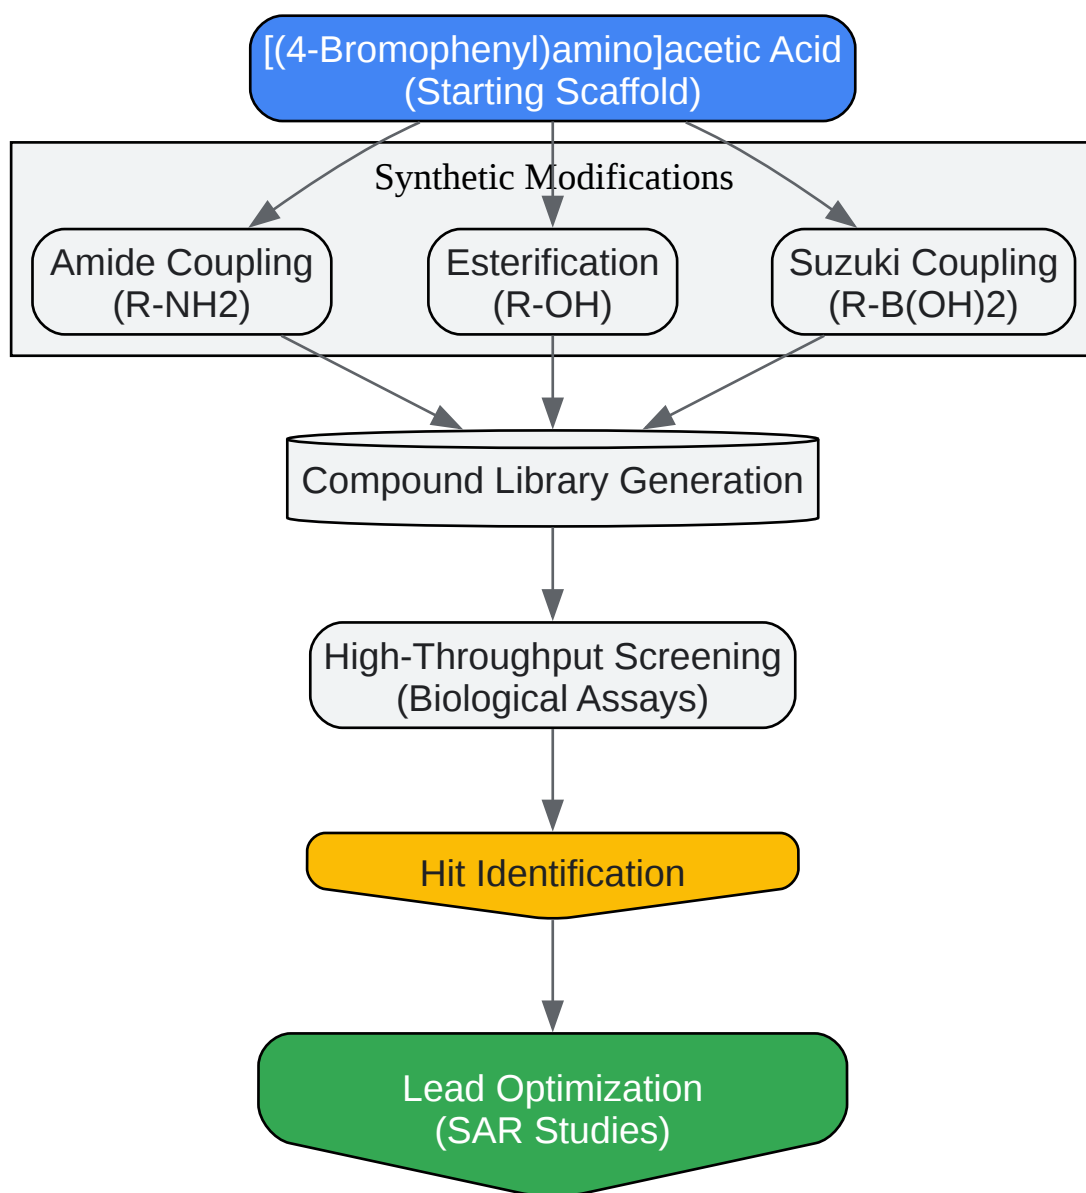 [(4-Bromophenyl)amino]acetic Acid
(Starting Scaffold)
Synthetic Modifications
Amide Coupling
(R-NH2)
Esterification
(R-OH)
Suzuki Coupling
(R-B(OH)2)
Compound Library Generation
High-Throughput Screening
(Biological Assays)
Hit Identification
Lead Optimization
(SAR Studies)